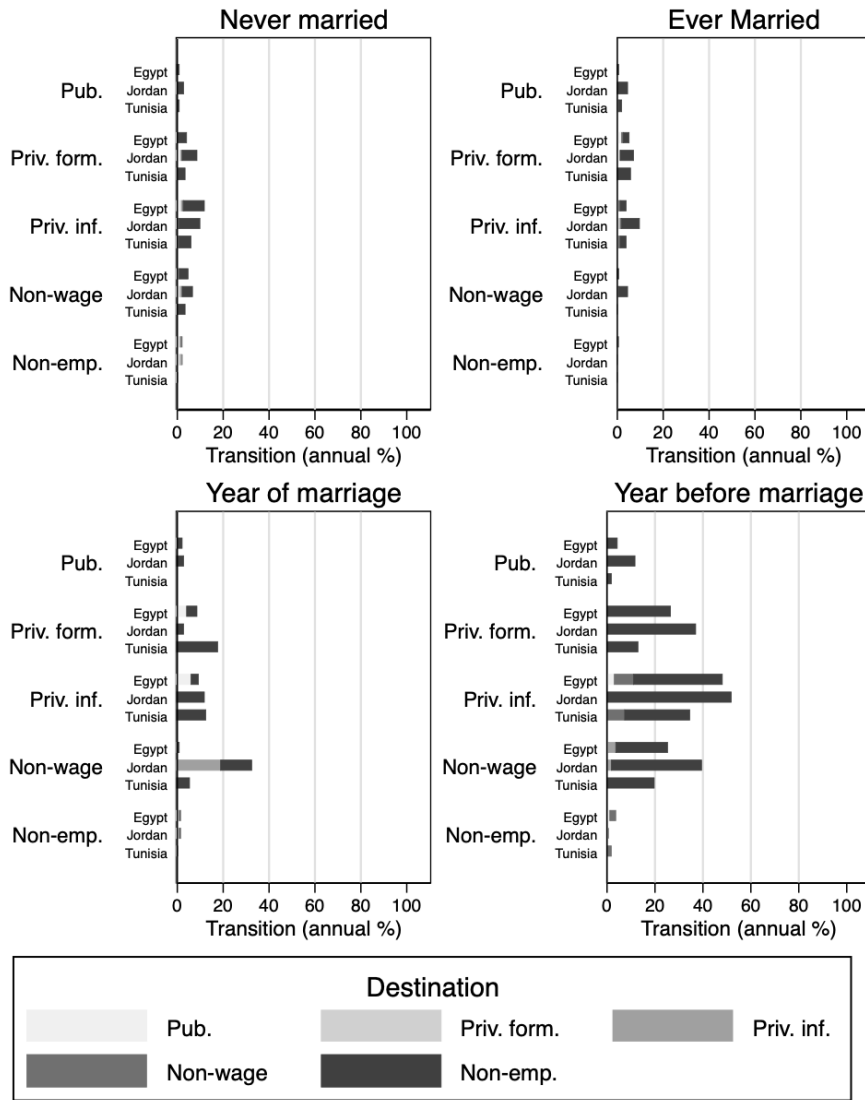 Never married
Egypt
Pub. Jordan
Tunisia
Egypt
Priv. form. Jordan
Tunisia
Egypt
Priv. inf. Jordan
Tunisia
Egypt
Non-wage Jordan
Tunisia
Egypt
Non-emp. Jordan
Tunisia
0 20 40 60 80 100
Transition (annual %)
Ever Married
Egypt
Pub. Jordan
Tunisia
Egypt
Priv. form. Jordan
Tunisia
Egypt
Priv. inf. Jordan
Tunisia
Egypt
Non-wage Jordan
Tunisia
Egypt
Non-emp. Jordan
Tunisia
0 20 40 60 80 100
Transition (annual %)
Year of marriage
Egypt
Pub. Jordan
Tunisia
Egypt
Priv. form. Jordan
Tunisia
Egypt
Priv. inf. Jordan
Tunisia
Egypt
Non-wage Jordan
Tunisia
Egypt
Non-emp. Jordan
Tunisia
0 20 40 60 80 100
Transition (annual %)
Year before marriage
Egypt
Pub. Jordan
Tunisia
Egypt
Priv. form. Jordan
Tunisia
Egypt
Priv. inf. Jordan
Tunisia
Egypt
Non-wage Jordan
Tunisia
Egypt
Non-emp. Jordan
Tunisia
0 20 40 60 80 100
Transition (annual %)
Destination
Pub. Priv. form. Priv. inf.
Non-wage Non-emp.